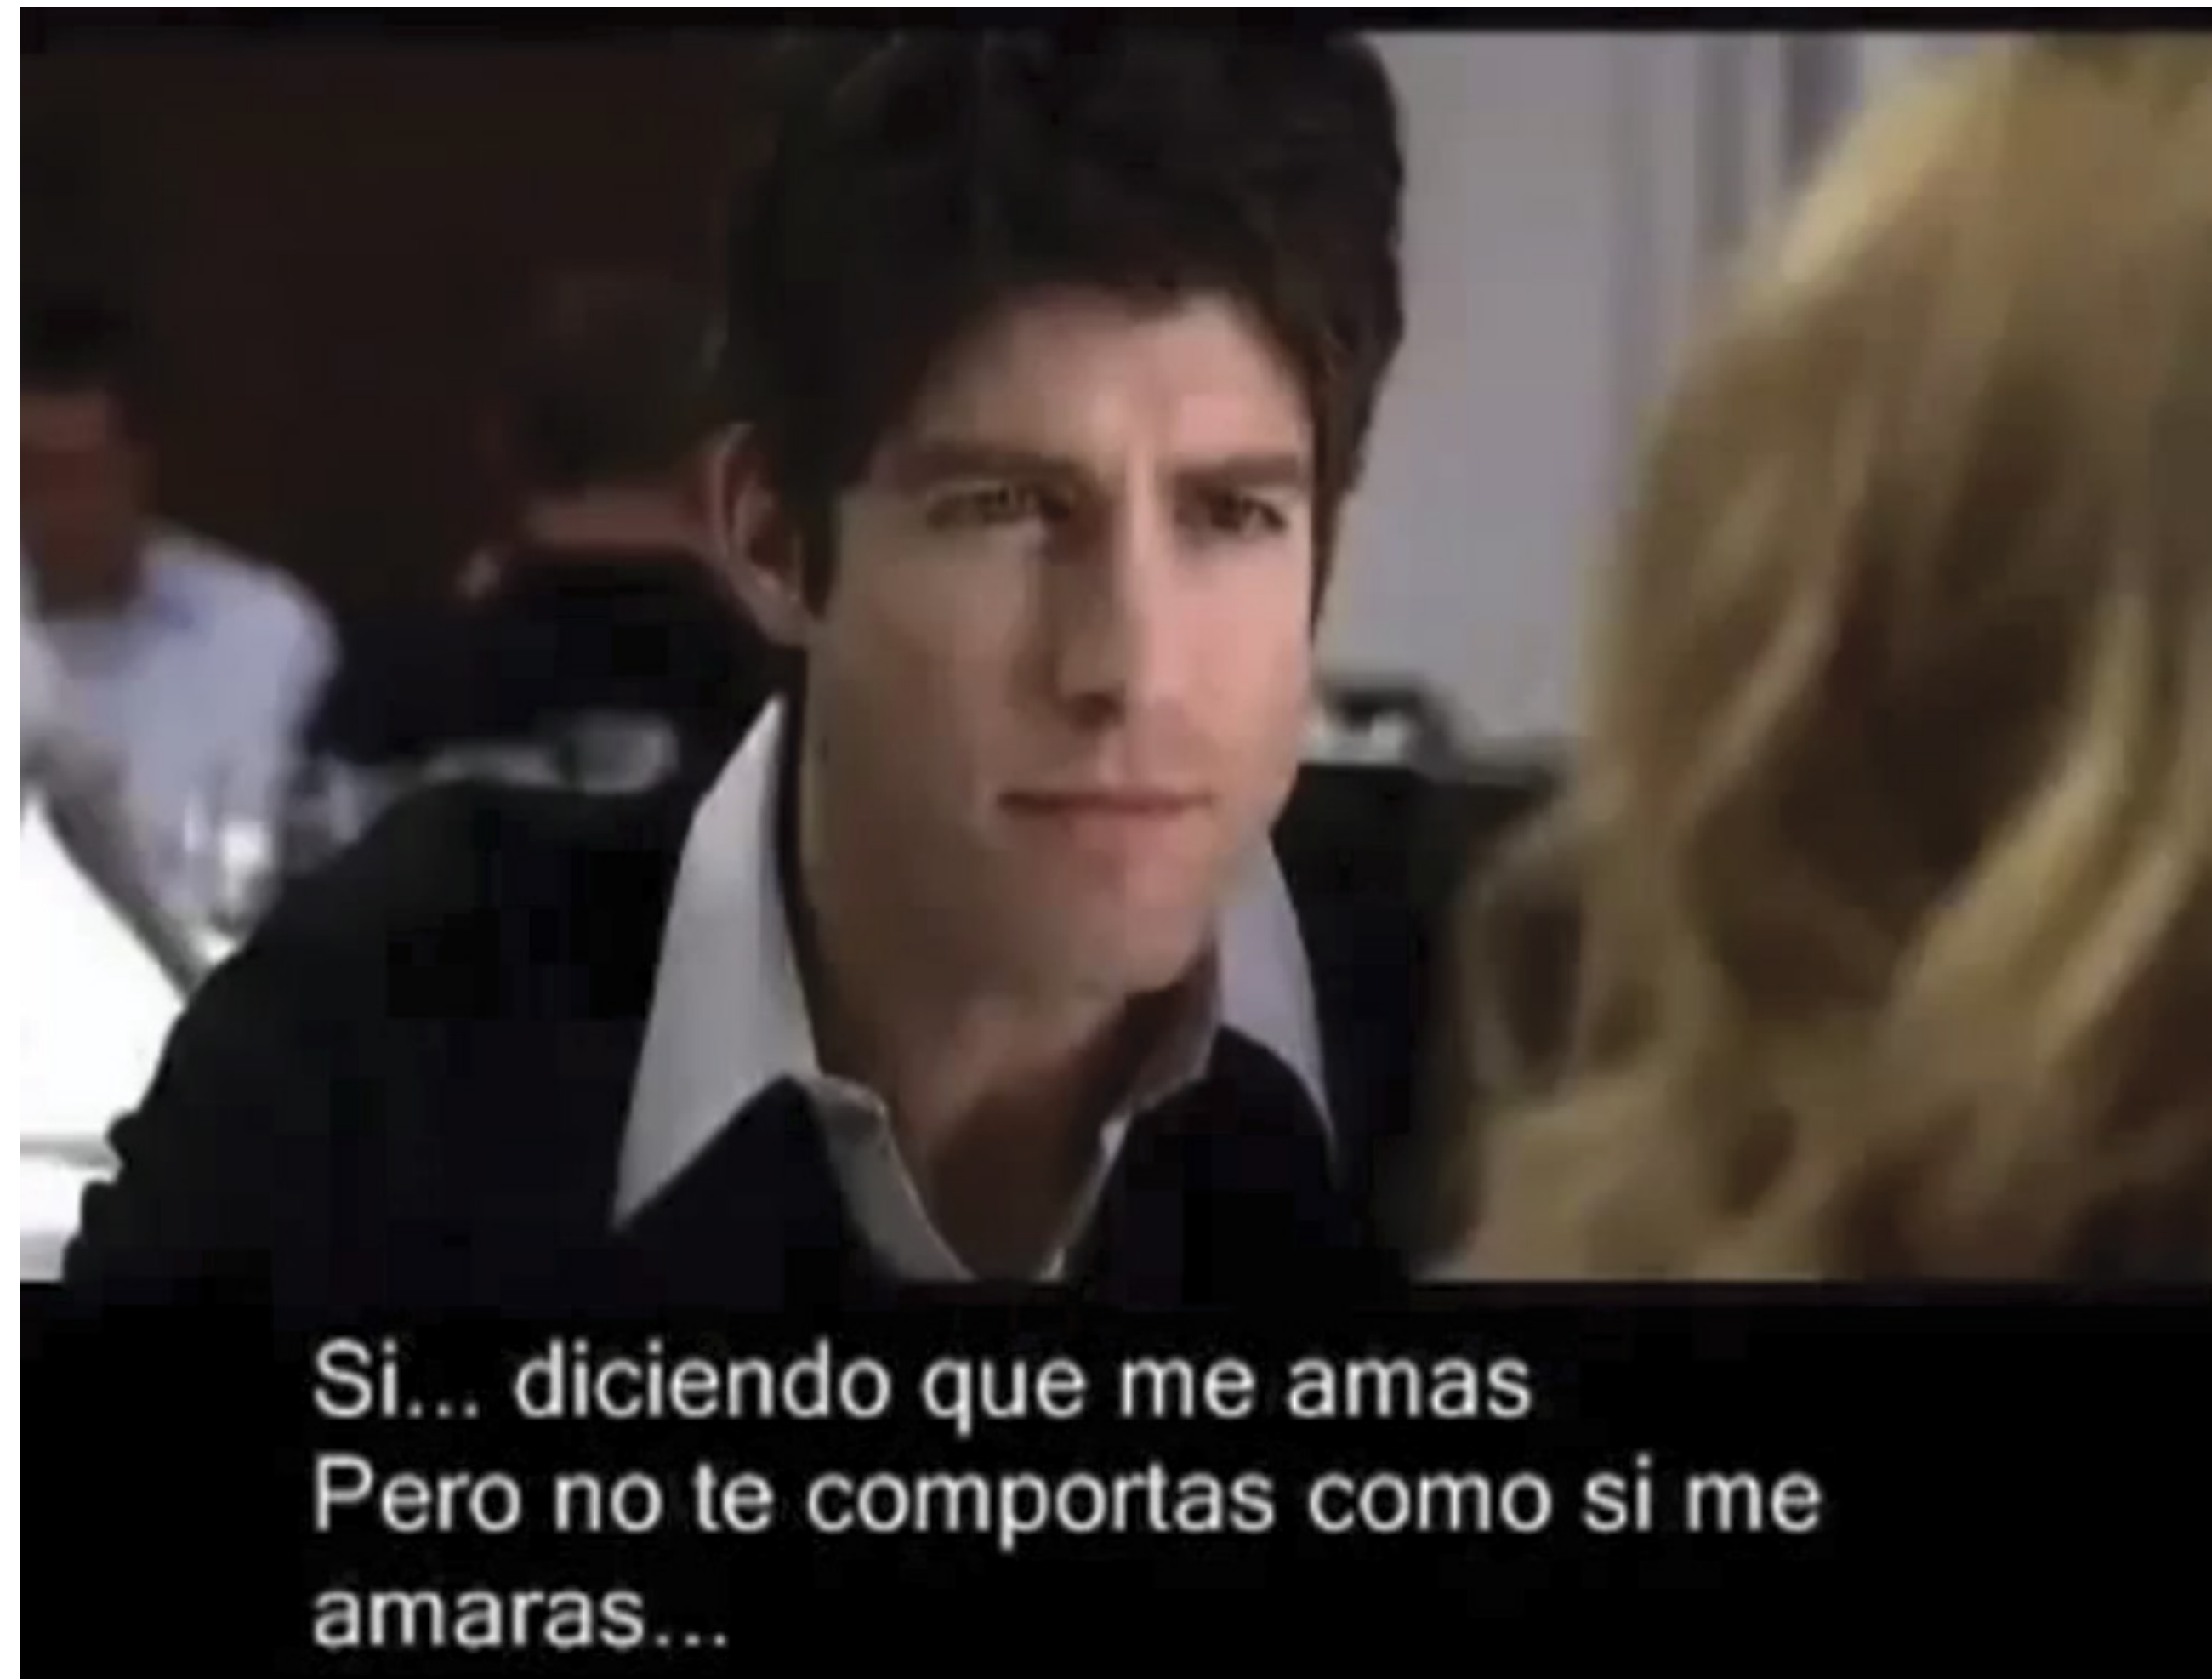 Si... diciendo que me amas
Pero no te comportas como si me
amaras...